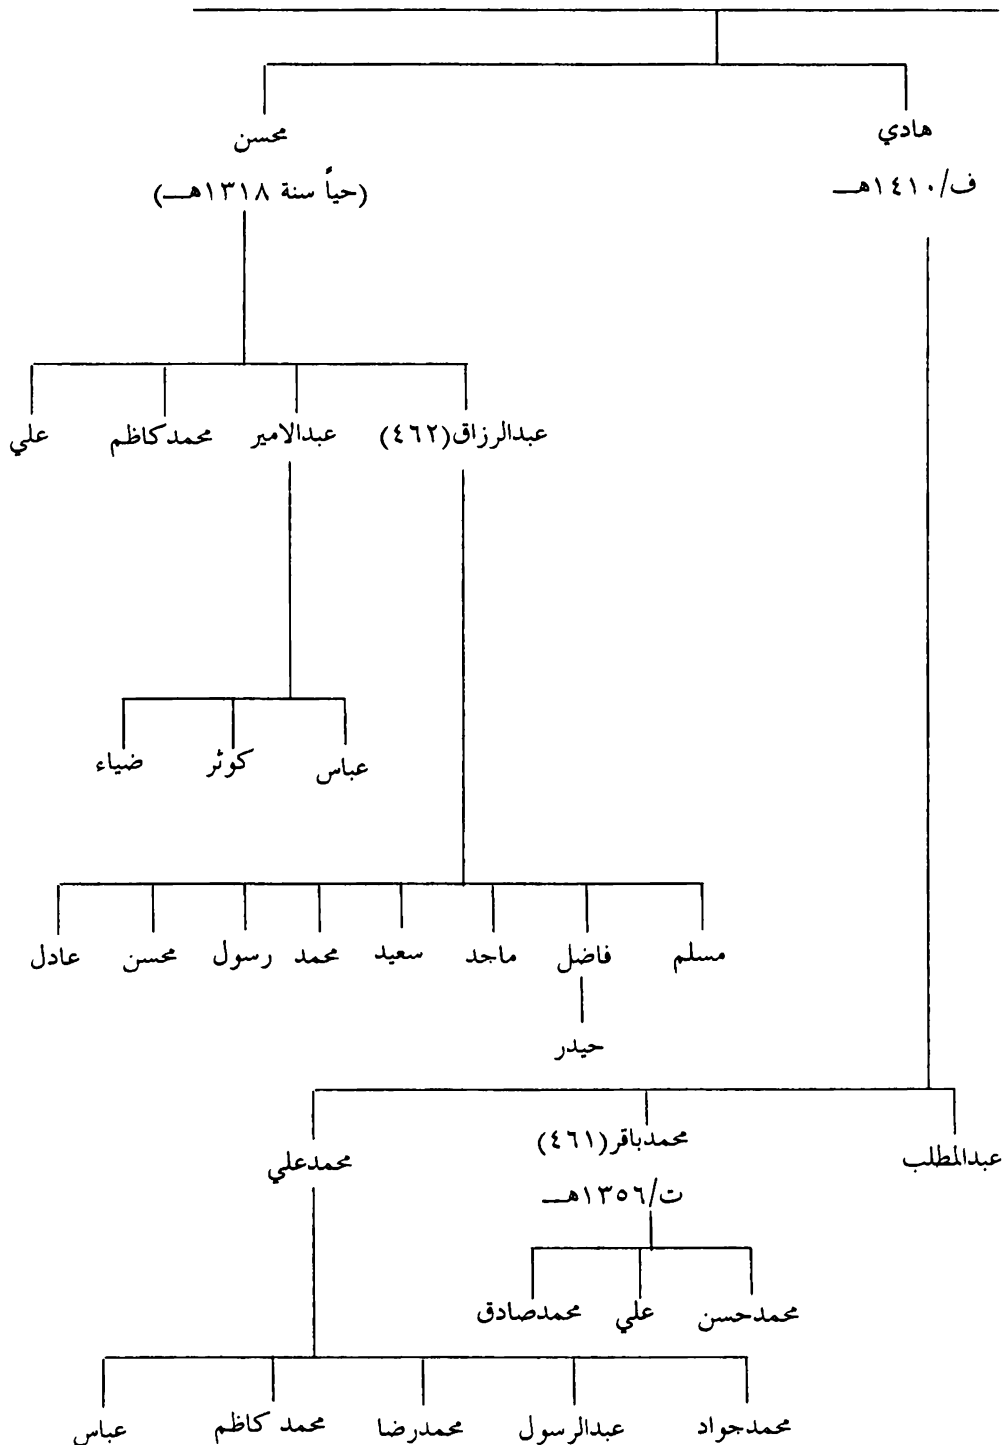 هادي محسن
ف/١٤١٠هـ (حياً سنة ١٣١٨هـ)
عبدالرزاق(٤٦٢) عبدالامير محمدكاظم علي
عباس كوثر ضياء
مسلم فاضل ماجد سعيد محمد رسول محسن عادل
حيدر
عبدالمطلب محمدباقر(٤٦١) محمدعلي
ت/١٣٥٦هـ
محمدحسن علي محمدصادق
محمدجواد عبدالرسول محمدرضا محمد كاظم عباس